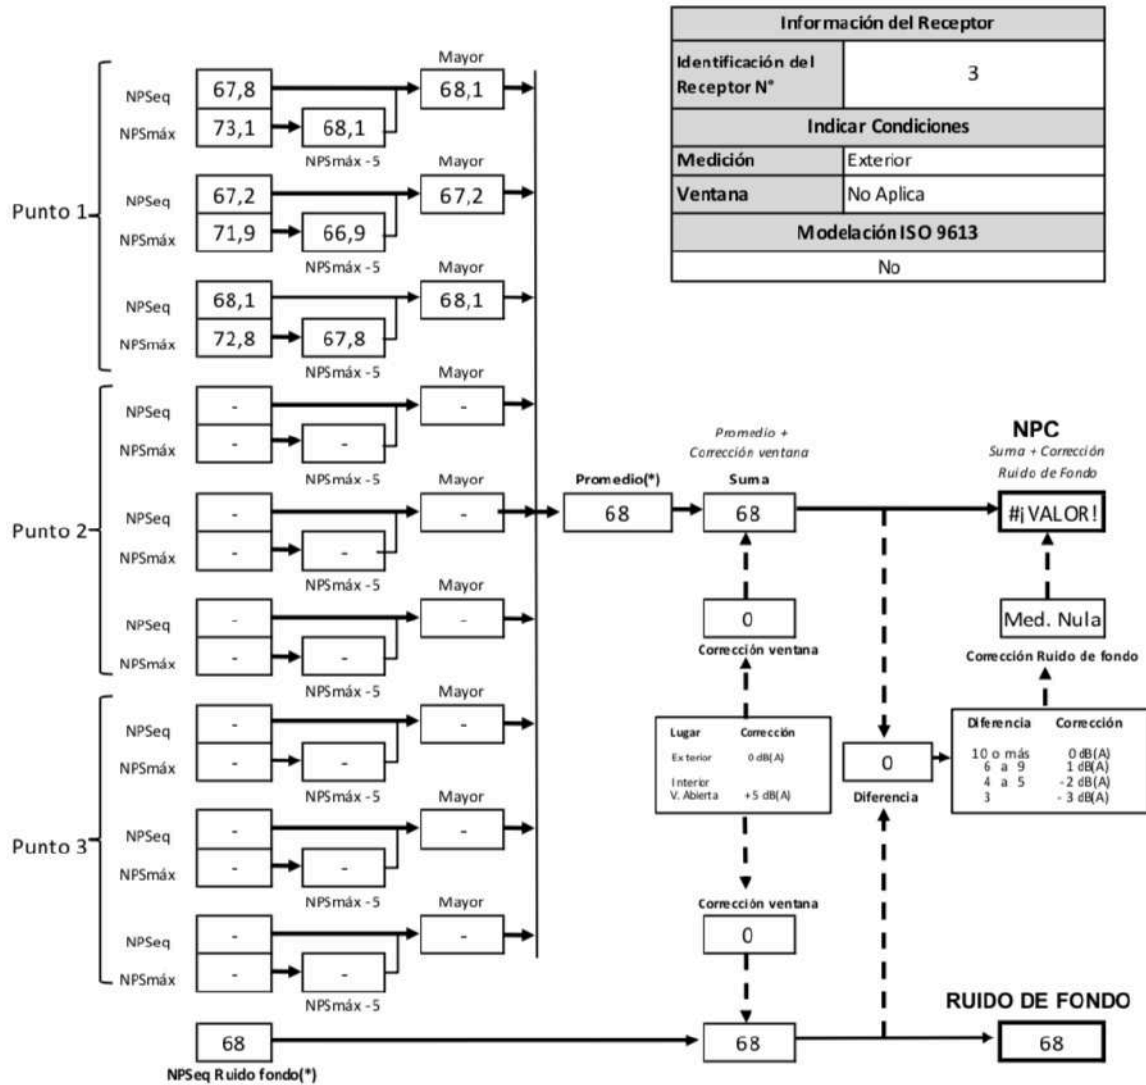 Información del Receptor
Identificación del
Receptor N°
3
Indicar Condiciones
Medición
Exterior
Ventana
No Aplica
Modelación ISO 9613
No
Punto 1
Mayor
NPSeq
67,8
68,1
NPSmáx
73,1
68,1
NPSmáx -5
Mayor
NPSeq
67,2
67,2
NPSmáx
71,9
66,9
NPSmáx -5
Mayor
NPSeq
68,1
68,1
NPSmáx
72,8
67,8
NPSmáx -5
Punto 2
Mayor
NPSeq
-
-
NPSmáx
-
-
NPSmáx -5
Mayor
NPSeq
-
-
NPSmáx
-
-
NPSmáx -5
Mayor
NPSeq
-
-
NPSmáx
-
-
NPSmáx -5
Punto 3
Mayor
NPSeq
-
-
NPSmáx
-
-
NPSmáx -5
Mayor
NPSeq
-
-
NPSmáx
-
-
NPSmáx -5
Mayor
NPSeq
-
-
NPSmáx
-
-
NPSmáx -5
68
NPSeq Ruido fondo(*)
Promedio(*)
68
Promedio +
Corrección ventana
Suma
68
0
Corrección ventana
Lugar Corrección
Exterior 0 dB(A)
Interior
V. Abierta +5 dB(A)
Corrección ventana
0
68
0
Diferencia
NPC
Suma + Corrección
Ruido de Fondo
#¡VALOR!
Med. Nula
Corrección Ruido de fondo
Diferencia Corrección
10 o más 0 dB(A)
6 a 9 1 dB(A)
4 a 5 -2 dB(A)
3 - 3 dB(A)
RUIDO DE FONDO
68